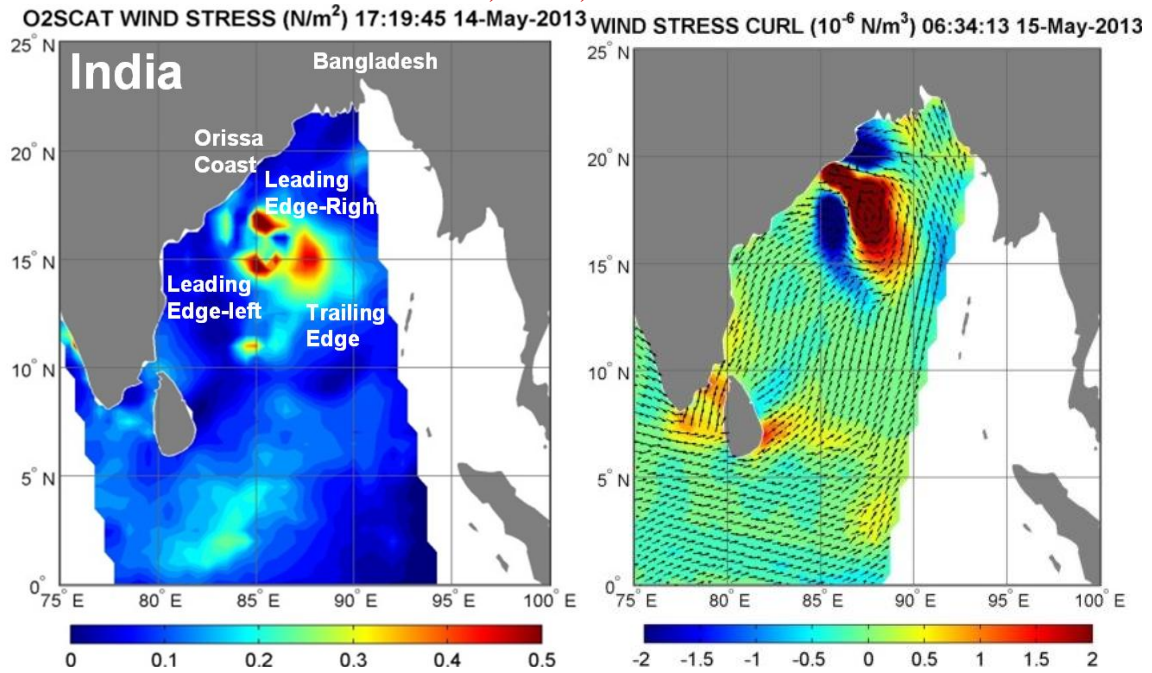 O2SCAT WIND STRESS (N/m²) 17:19:45 14-May-2013
25° N
20° N
15° N
10° N
5° N
0°
75° E
80° E
85° E
90° E
95° E
100° E
India
Bangladesh
Orissa
Coast
Leading
Edge-Right
Leading
Edge-left
Trailing
Edge
0
0.1
0.2
0.3
0.4
0.5
WIND STRESS CURL (10⁻⁶ N/m³) 06:34:13 15-May-2013
25° N
20° N
15° N
10° N
5° N
0°
75° E
80° E
85° E
90° E
95° E
100° E
-2
-1.5
-1
-0.5
0
0.5
1
1.5
2